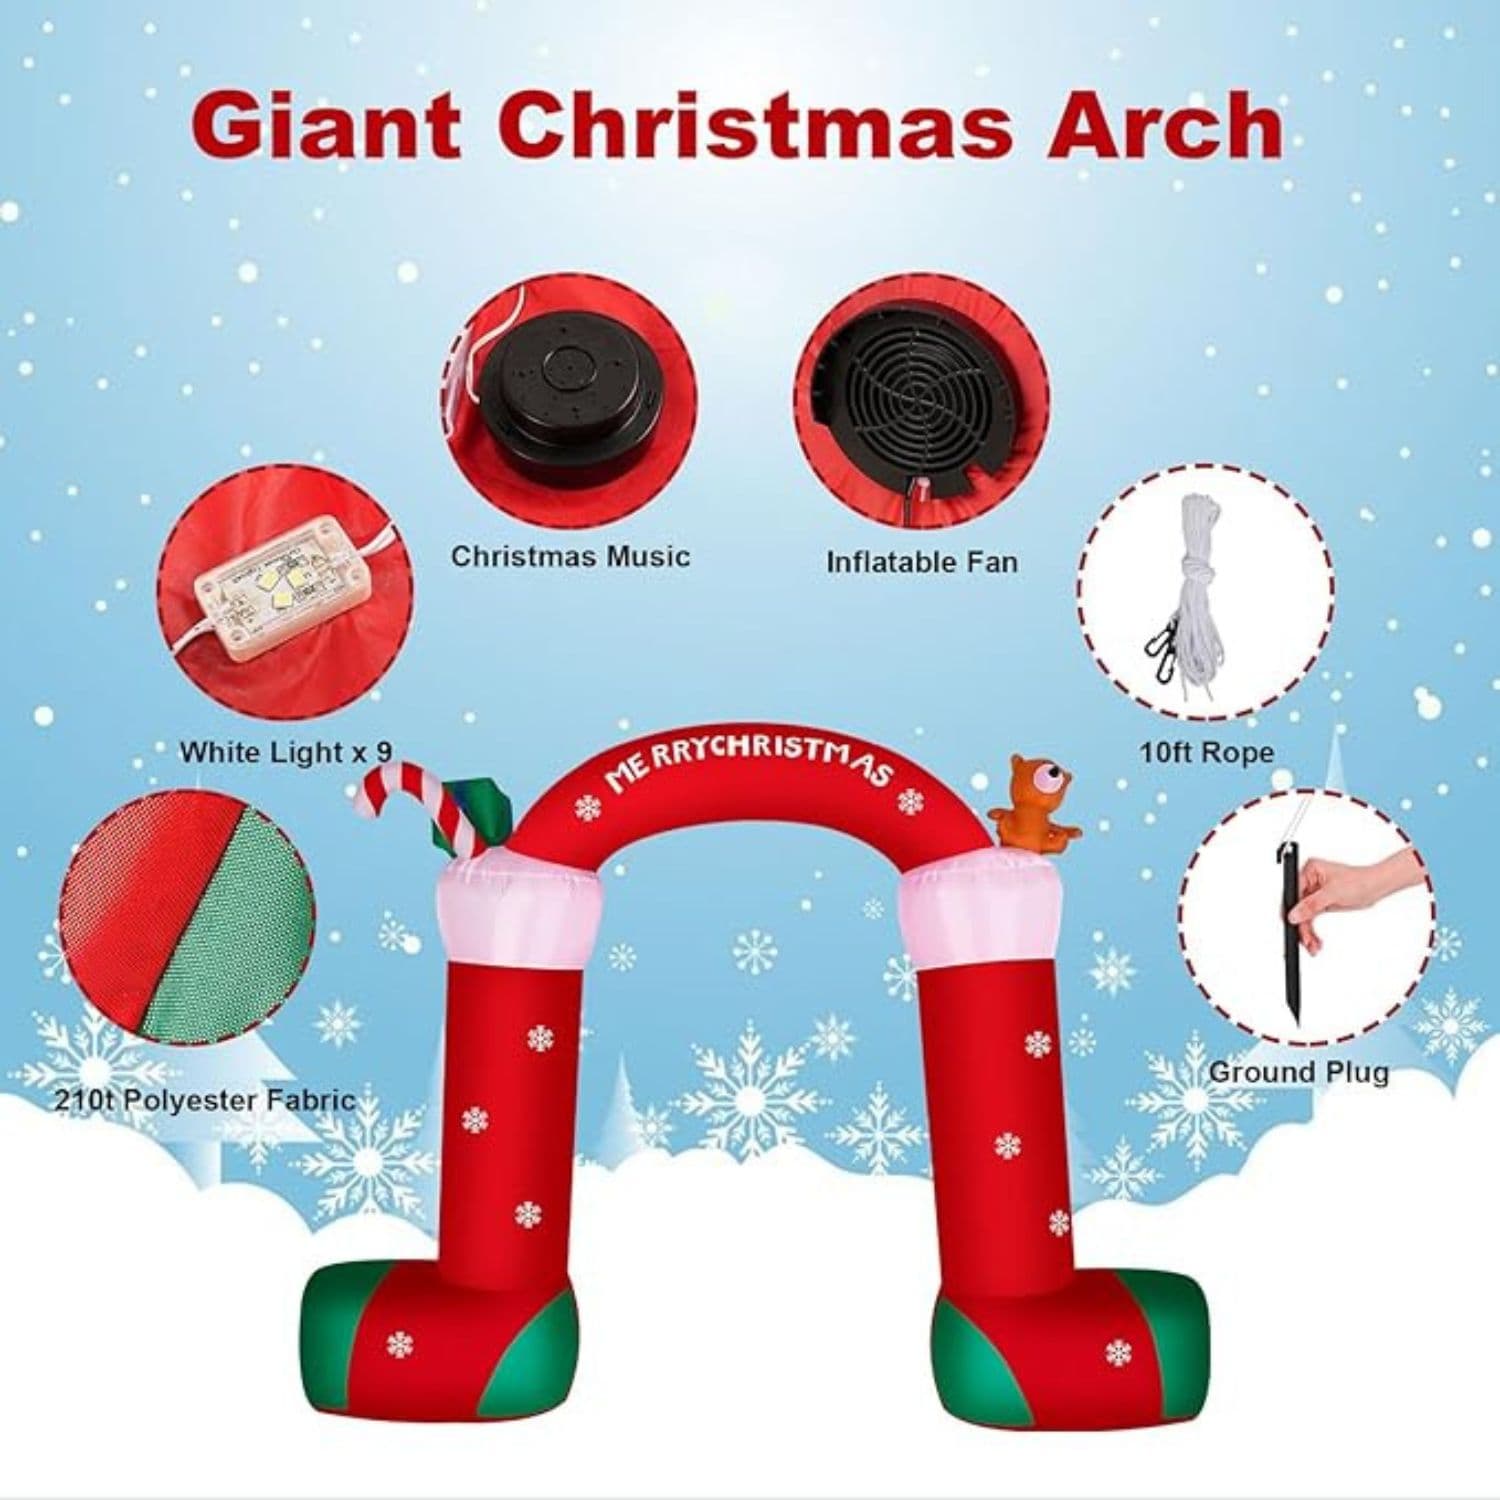 Giant Christmas Arch
Christmas Music
Inflatable Fan
White Light x 9
10ft Rope
MERRYCHRISTMAS
210t Polyester Fabric
Ground Plug